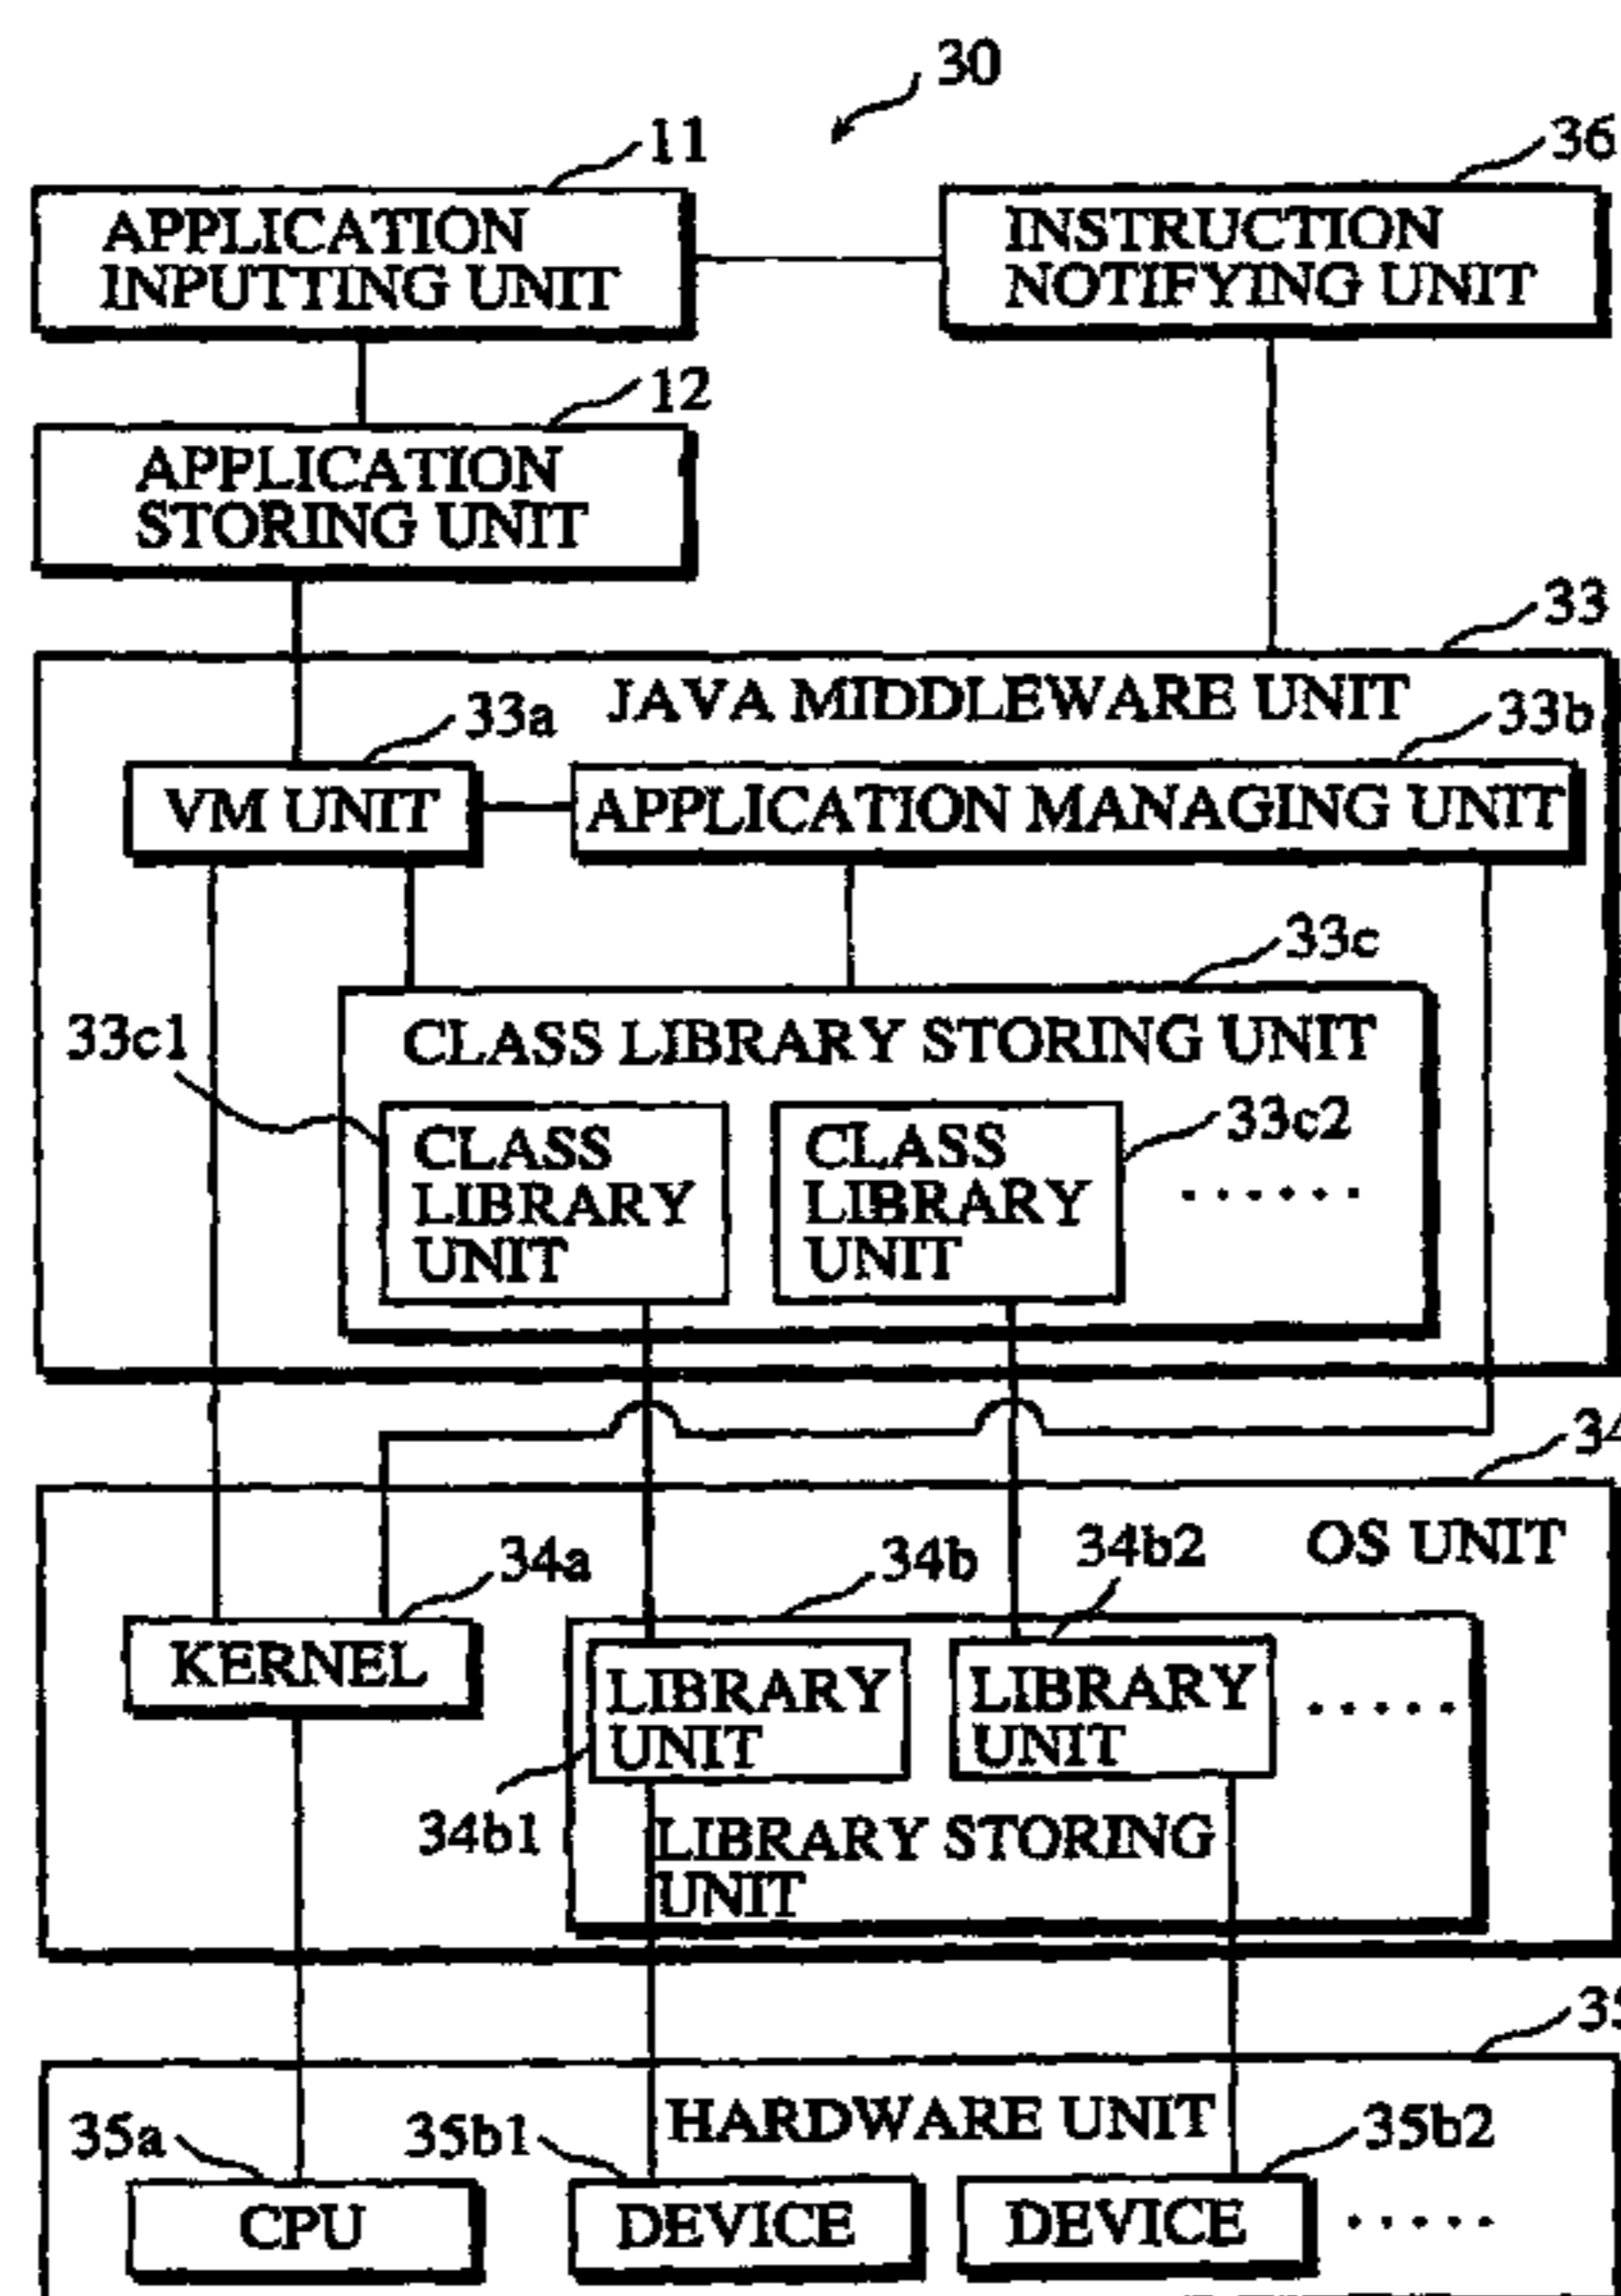 30
11
36
APPLICATION
INPUTTING UNIT
INSTRUCTION
NOTIFYING UNIT
12
APPLICATION
STORING UNIT
33
JAVA MIDDLEWARE UNIT
33a
33b
VM UNIT
APPLICATION MANAGING UNIT
33c
33c1
CLASS LIBRARY STORING UNIT
33c2
CLASS
LIBRARY
UNIT
CLASS
LIBRARY
UNIT
......
34
OS UNIT
34a
34b
34b2
KERNEL
LIBRARY
UNIT
LIBRARY
UNIT
.....
34b1
LIBRARY STORING
UNIT
35
HARDWARE UNIT
35a
35b1
35b2
CPU
DEVICE
DEVICE
.....